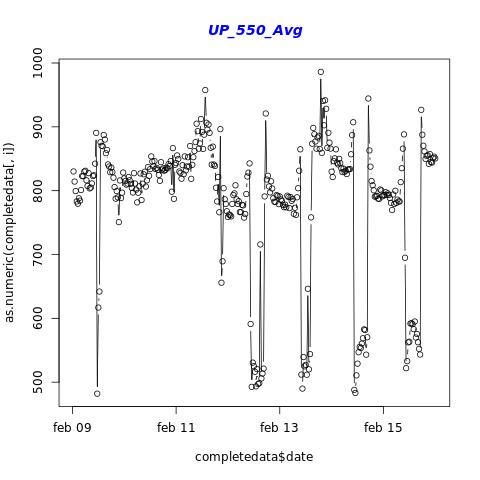 UP_550_Avg
as.numeric(completedata[, i])
1000
900
800
700
600
500
feb 09
feb 11
feb 13
feb 15
completedata$date